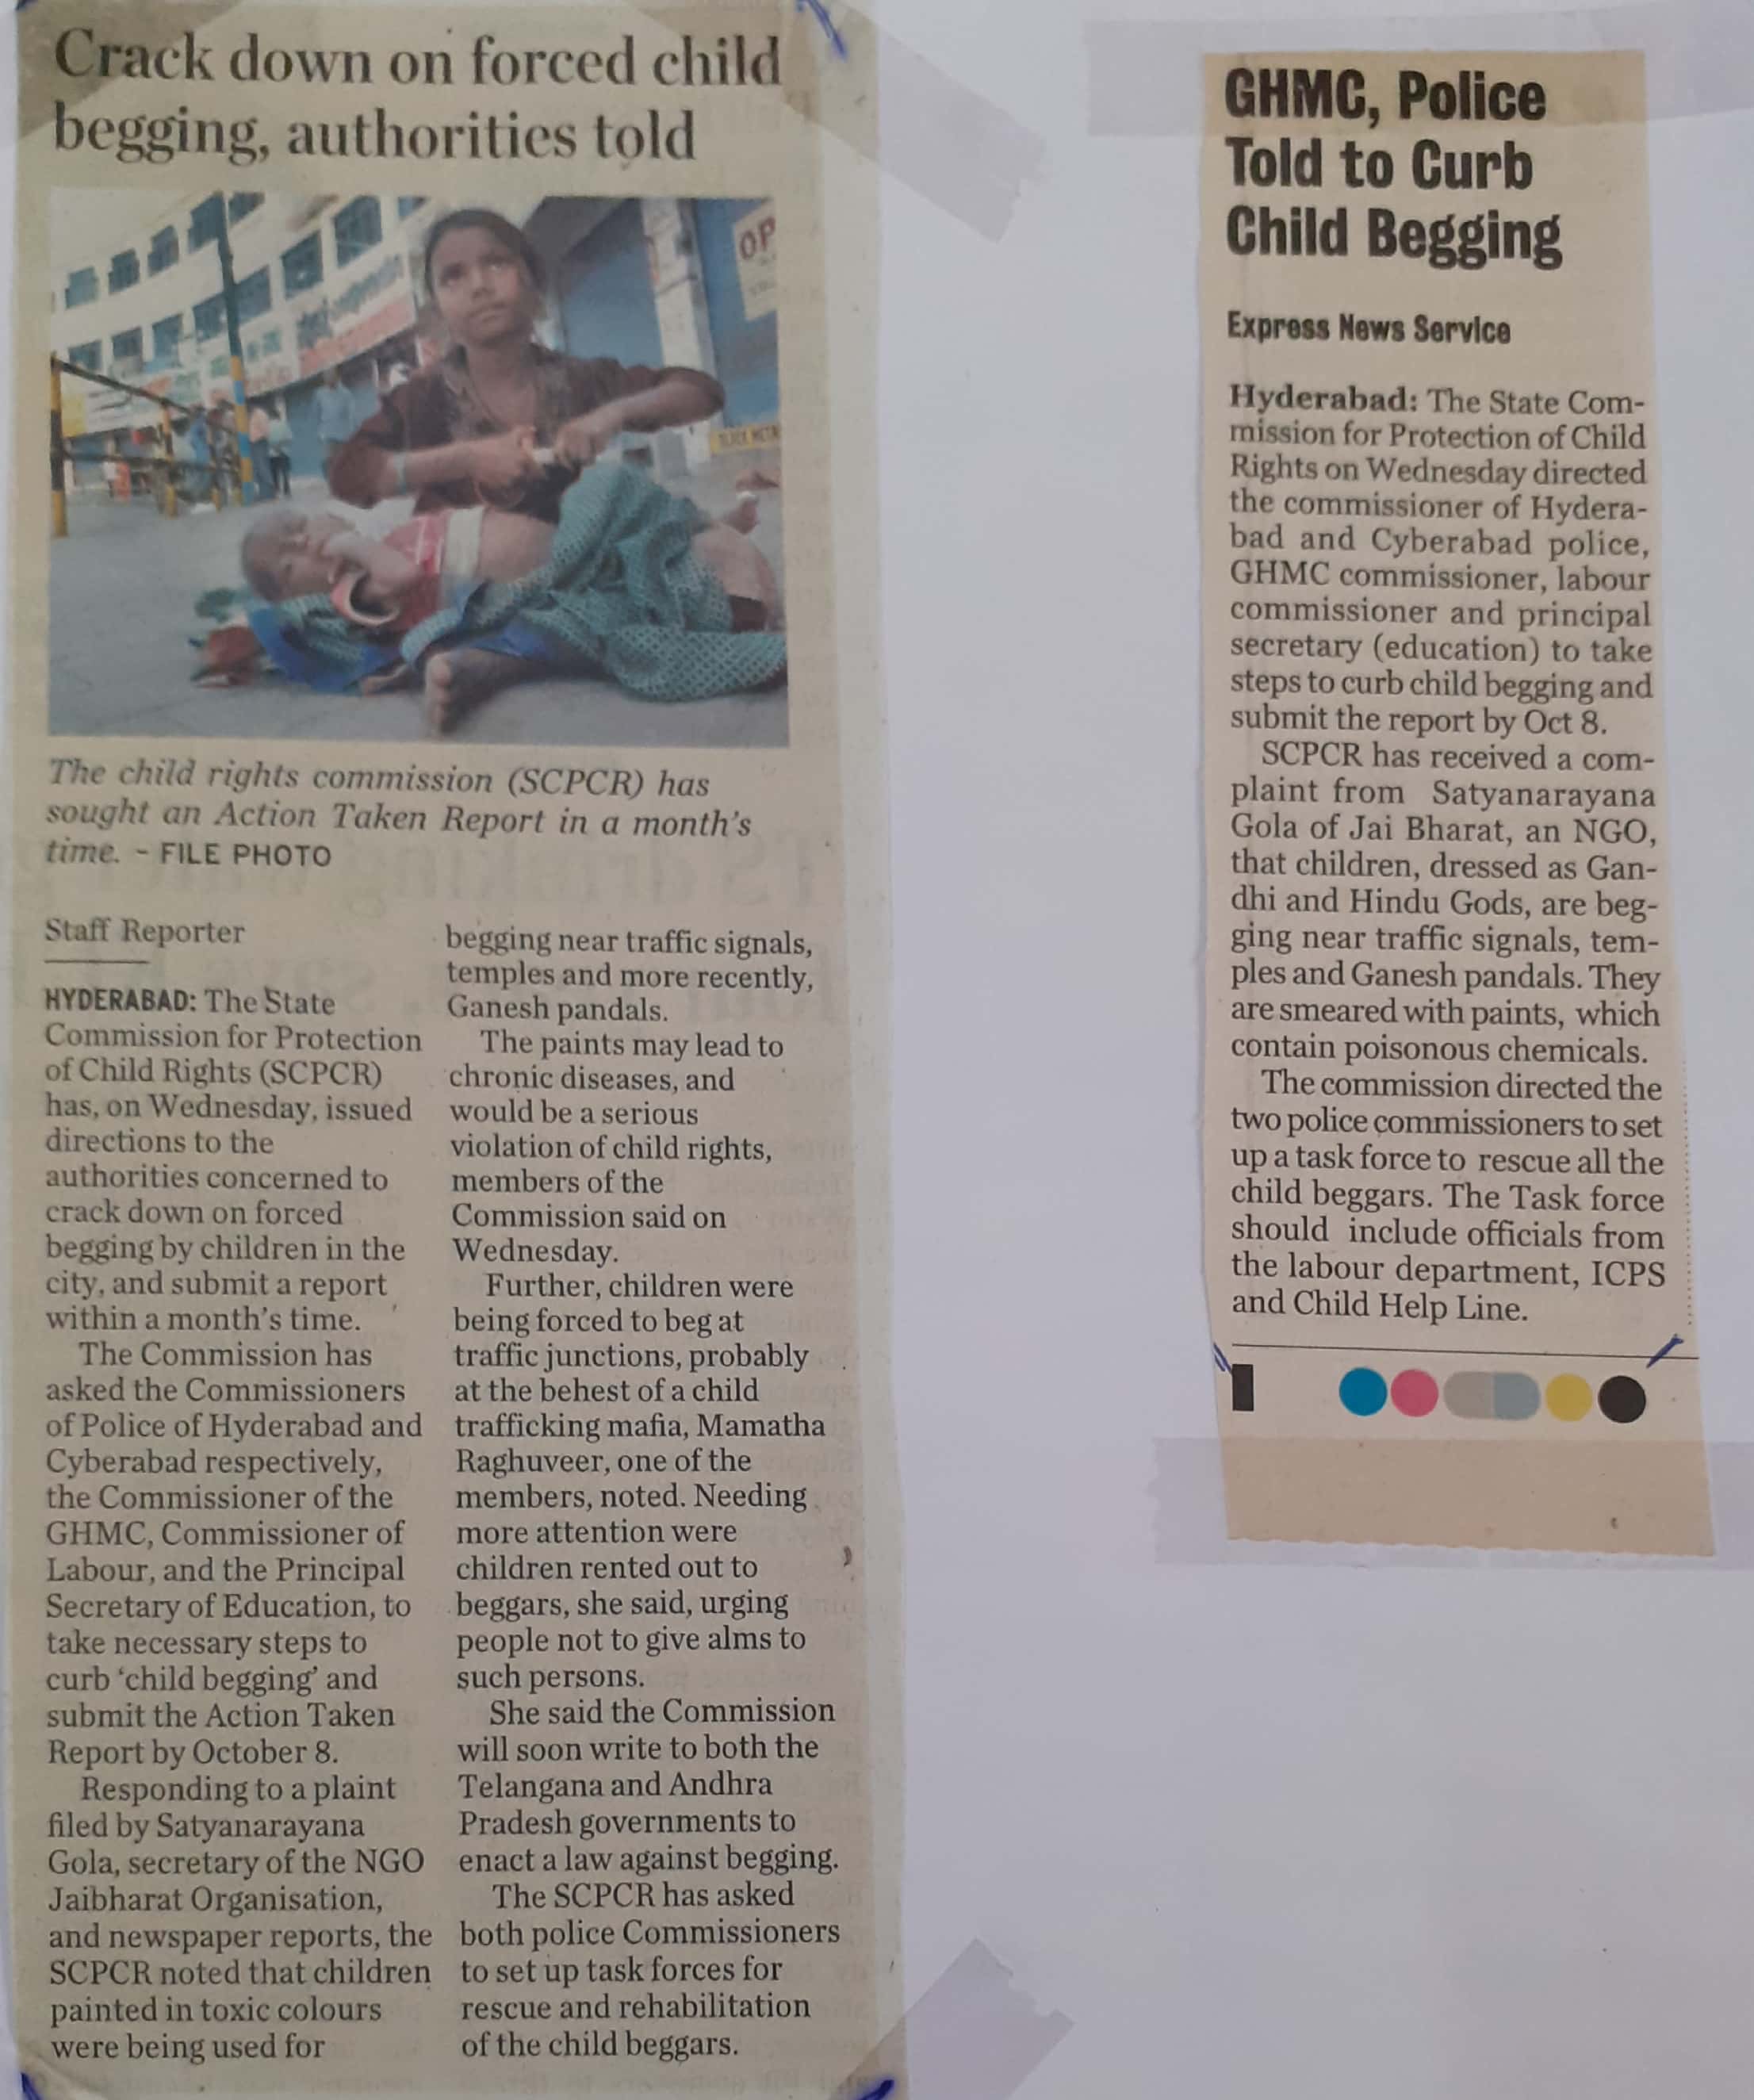 Crack down on forced child
begging, authorities told
OP
The child rights commission (SCPCR) has
sought an Action Taken Report in a month's
time. - FILE PHOTO
Staff Reporter
HYDERABAD: The State
Commission for Protection
of Child Rights (SCPCR)
has, on Wednesday, issued
directions to the
authorities concerned to
crack down on forced
begging by children in the
city, and submit a report
within a month's time.
The Commission has
asked the Commissioners
of Police of Hyderabad and
Cyberabad respectively,
the Commissioner of the
GHMC, Commissioner of
Labour, and the Principal
Secretary of Education, to
take necessary steps to
curb 'child begging' and
submit the Action Taken
Report by October 8.
Responding to a plaint
filed by Satyanarayana
Gola, secretary of the NGO
Jaibharat Organisation,
and newspaper reports, the
SCPCR noted that children
painted in toxic colours
were being used for
begging near traffic signals,
temples and more recently,
Ganesh pandals.
The paints may lead to
chronic diseases, and
would be a serious
violation of child rights,
members of the
Commission said on
Wednesday.
Further, children were
being forced to beg at
traffic junctions, probably
at the behest of a child
trafficking mafia, Mamatha
Raghuveer, one of the
members, noted. Needing
more attention were
children rented out to
beggars, she said, urging
people not to give alms to
such persons.
She said the Commission
will soon write to both the
Telangana and Andhra
Pradesh governments to
enact a law against begging.
The SCPCR has asked
both police Commissioners
to set up task forces for
rescue and rehabilitation
of the child beggars.
GHMC, Police
Told to Curb
Child Begging
Express News Service
Hyderabad: The State Com-
mission for Protection of Child
Rights on Wednesday directed
the commissioner of Hydera-
bad and Cyberabad police,
GHMC commissioner, labour
commissioner and principal
secretary (education) to take
steps to curb child begging and
submit the report by Oct 8.
SCPCR has received a com-
plaint from Satyanarayana
Gola of Jai Bharat, an NGO,
that children, dressed as Gan-
dhi and Hindu Gods, are beg-
ging near traffic signals, tem-
ples and Ganesh pandals. They
are smeared with paints, which
contain poisonous chemicals.
The commission directed the
two police commissioners to set
up a task force to rescue all the
child beggars. The Task force
should include officials from
the labour department, ICPS
and Child Help Line.